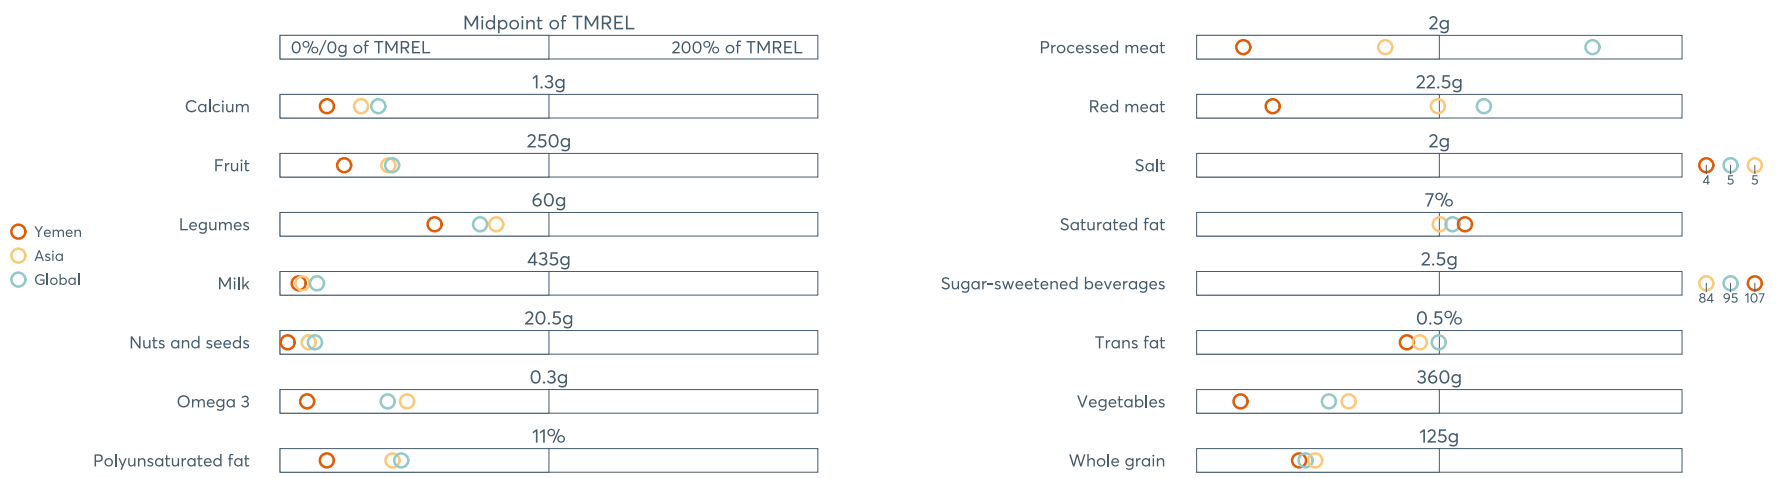 Midpoint of TMREL
0%/0g of TMREL 200% of TMREL
1.3g
Calcium
250g
Fruit
60g
Legumes
435g
Milk
20.5g
Nuts and seeds
0.3g
Omega 3
11%
Polyunsaturated fat
Yemen
Asia
Global
2g
Processed meat
22.5g
Red meat
2g
Salt
4 5 5
7%
Saturated fat
2.5g
Sugar-sweetened beverages
84 95 107
0.5%
Trans fat
360g
Vegetables
125g
Whole grain